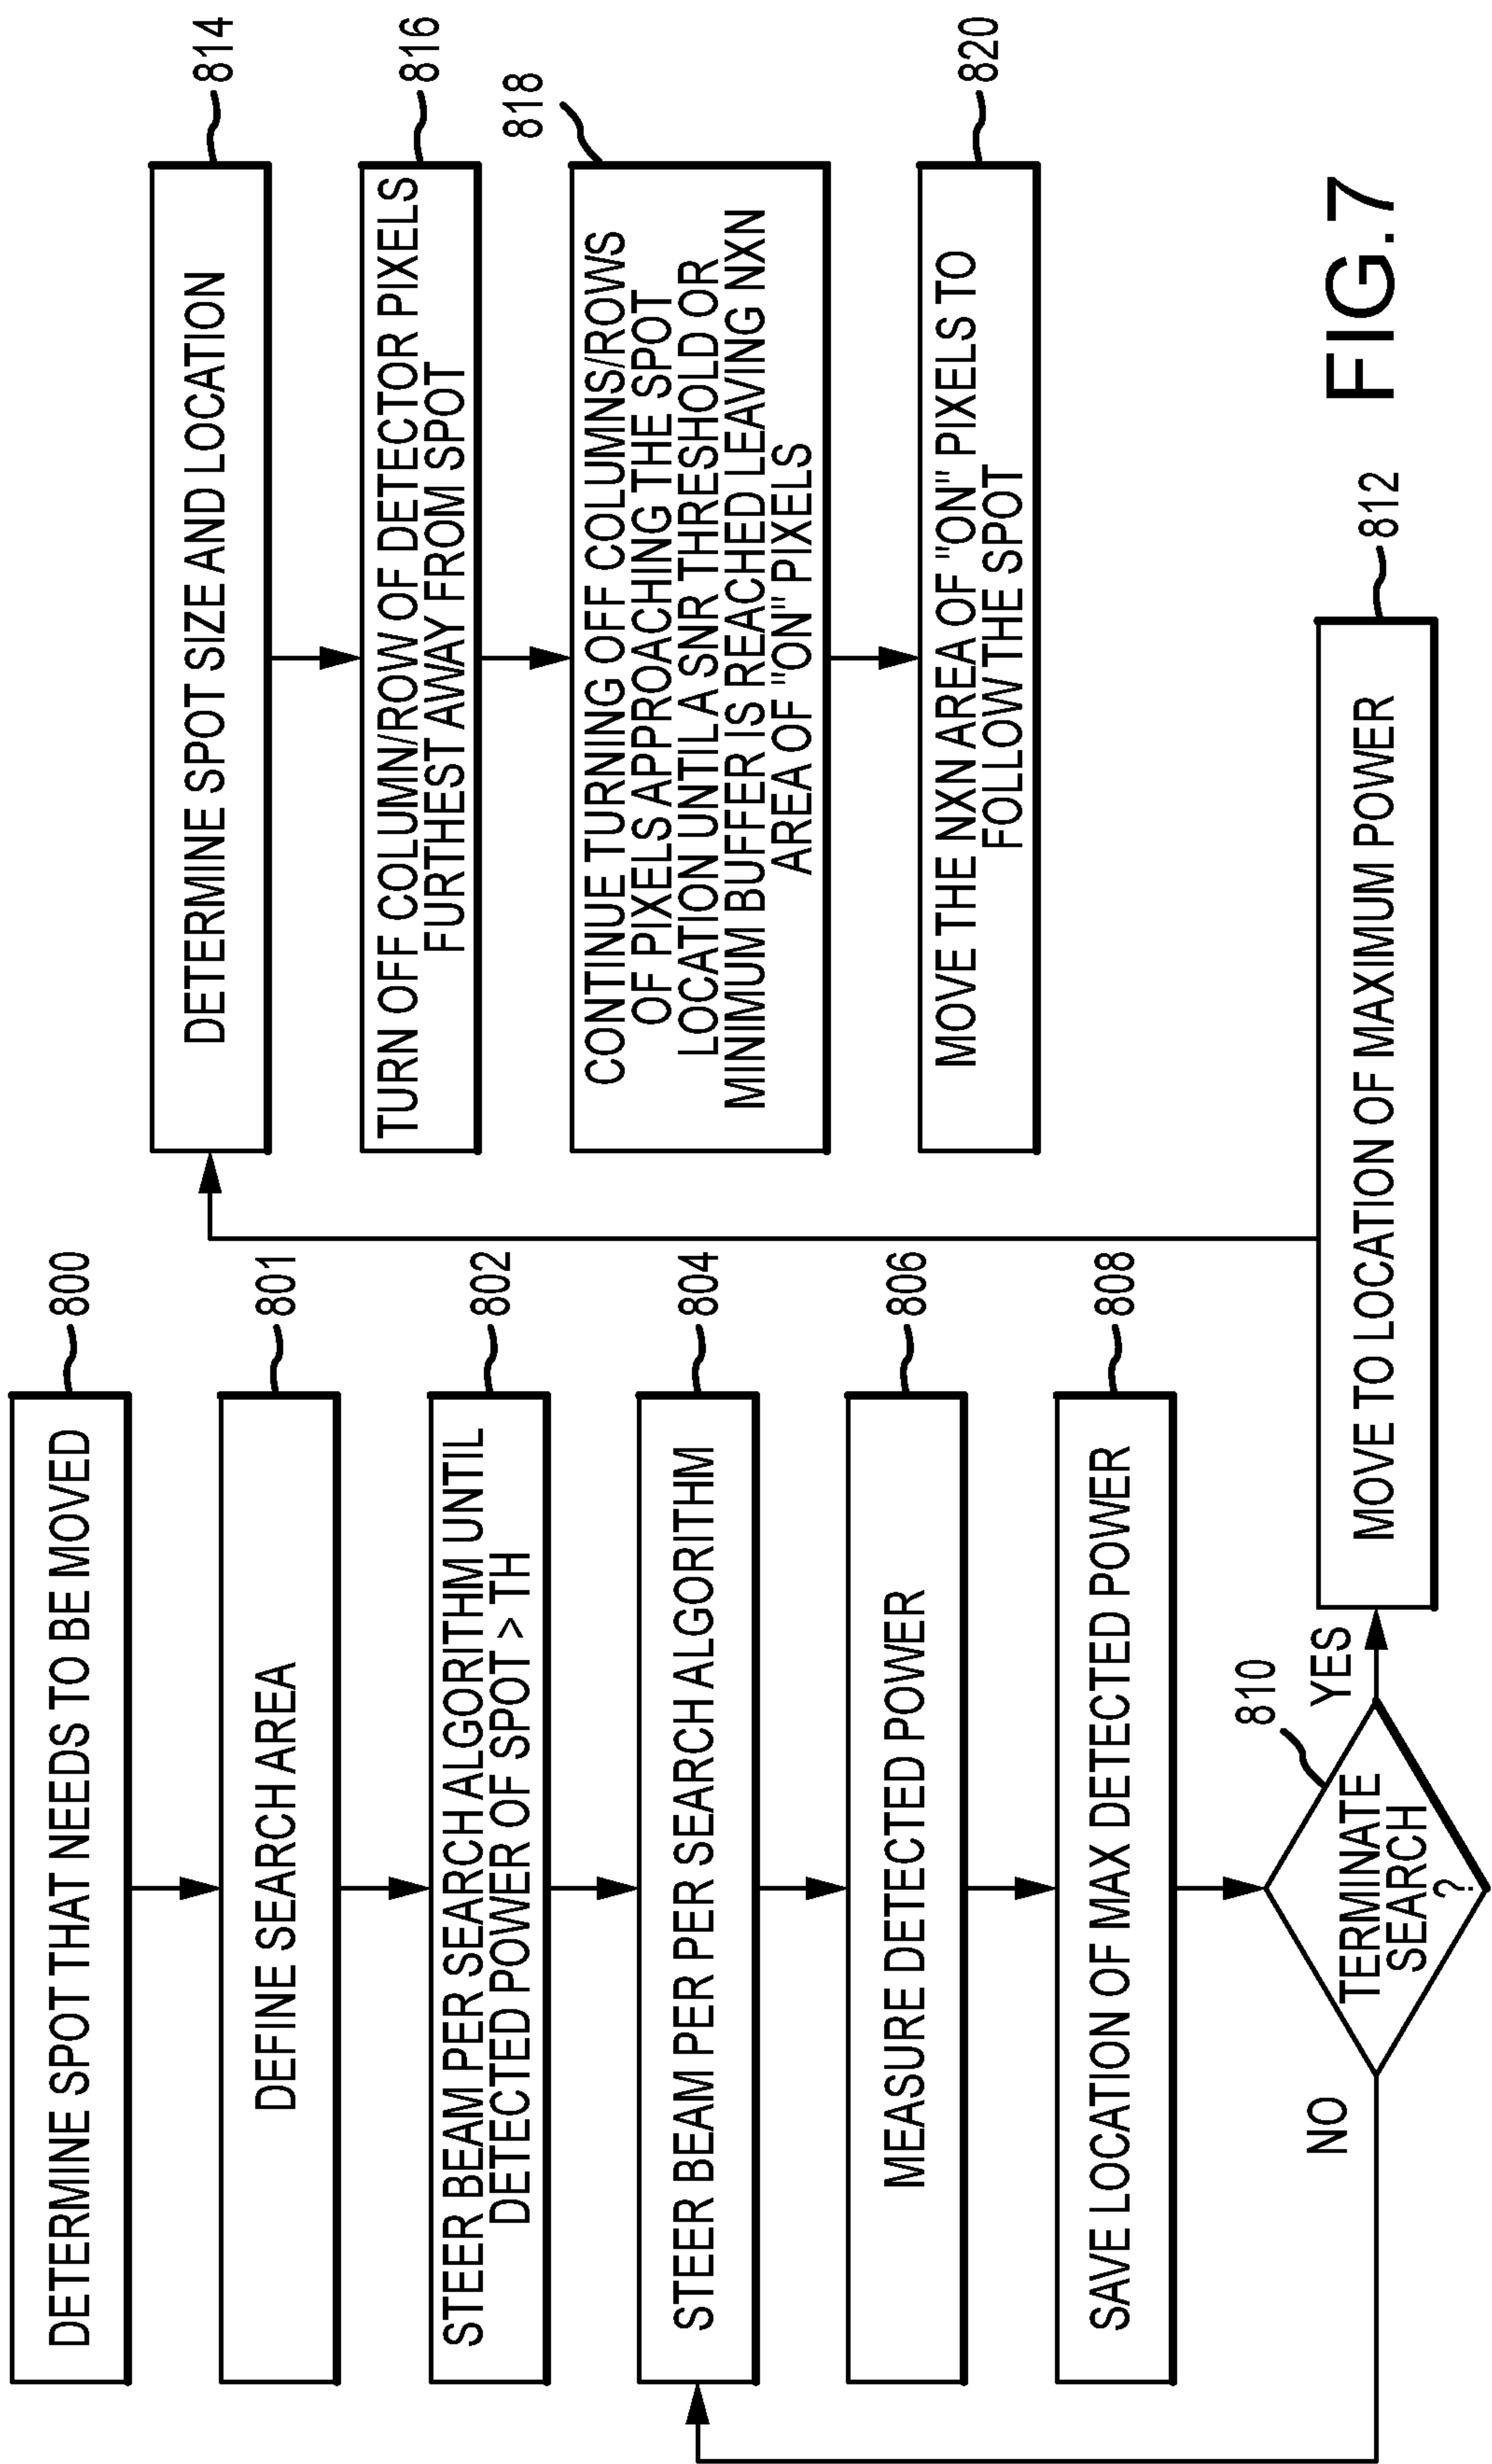 DETERMINE SPOT THAT NEEDS TO BE MOVED
800
DEFINE SEARCH AREA
801
STEER BEAM PER SEARCH ALGORITHM UNTIL
DETECTED POWER OF SPOT > TH
802
STEER BEAM PER SEARCH ALGORITHM
804
MEASURE DETECTED POWER
806
SAVE LOCATION OF MAX DETECTED POWER
808
TERMINATE
SEARCH
?
810
NO
YES
MOVE TO LOCATION OF MAXIMUM POWER
812
DETERMINE SPOT SIZE AND LOCATION
814
TURN OFF COLUMN/ROW OF DETECTOR PIXELS
FURTHEST AWAY FROM SPOT
816
CONTINUE TURNING OFF COLUMNS/ROWS
OF PIXELS APPROACHING THE SPOT
LOCATION UNTIL A SNR THRESHOLD OR
MINIMUM BUFFER IS REACHED LEAVING NXN
AREA OF "ON" PIXELS
818
MOVE THE NXN AREA OF "ON" PIXELS TO
FOLLOW THE SPOT
820
FIG.7